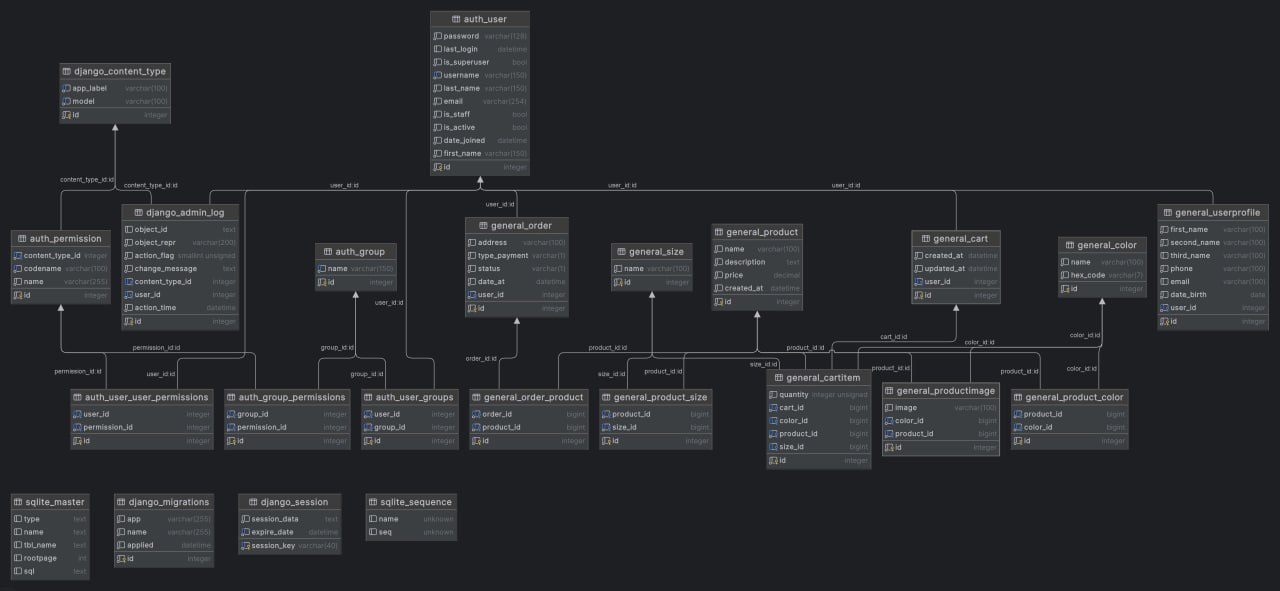 auth_user
password varchar(128)
last_login datetime
is_superuser bool
username varchar(150)
last_name varchar(150)
email varchar(254)
is_staff bool
is_active bool
date_joined datetime
first_name varchar(150)
id integer
django_content_type
app_label varchar(100)
model varchar(100)
id integer
content_type_id:id
content_type_id:id
user_id:id
user_id:id
user_id:id
user_id:id
auth_permission
content_type_id integer
codename varchar(100)
name varchar(255)
id integer
django_admin_log
object_id text
object_repr varchar(200)
action_flag smallint unsigned
change_message text
content_type_id integer
user_id integer
action_time datetime
id integer
auth_group
name varchar(150)
id integer
general_order
address varchar(100)
type_payment varchar(1)
status varchar(1)
date_at datetime
user_id integer
id integer
general_size
name varchar(100)
id integer
general_product
name varchar(100)
description text
price decimal
created_at datetime
id integer
general_cart
created_at datetime
updated_at datetime
user_id integer
id integer
general_color
name varchar(100)
hex_code varchar(7)
id integer
general_userprofile
first_name varchar(100)
second_name varchar(100)
third_name varchar(100)
phone varchar(100)
email varchar(100)
date_birth date
user_id integer
id integer
user_id:id
permission_id:id
permission_id:id
user_id:id
group_id:id
group_id:id
order_id:id
product_id:id
size_id:id
product_id:id
size_id:id
product_id:id
cart_id:id
product_id:id
color_id:id
color_id:id
auth_user_user_permissions
user_id integer
permission_id integer
id integer
auth_group_permissions
group_id integer
permission_id integer
id integer
auth_user_groups
user_id integer
group_id integer
id integer
general_order_product
order_id bigint
product_id bigint
id integer
general_product_size
product_id bigint
size_id bigint
id integer
general_cartitem
quantity integer unsigned
cart_id bigint
color_id bigint
product_id bigint
size_id bigint
id integer
general_productimage
image varchar(100)
color_id bigint
product_id bigint
id integer
general_product_color
product_id bigint
color_id bigint
id integer
sqlite_master
type text
name text
tbl_name text
rootpage int
sql text
django_migrations
app varchar(255)
name varchar(255)
applied datetime
id integer
django_session
session_data text
expire_date datetime
session_key varchar(40)
sqlite_sequence
name unknown
seq unknown